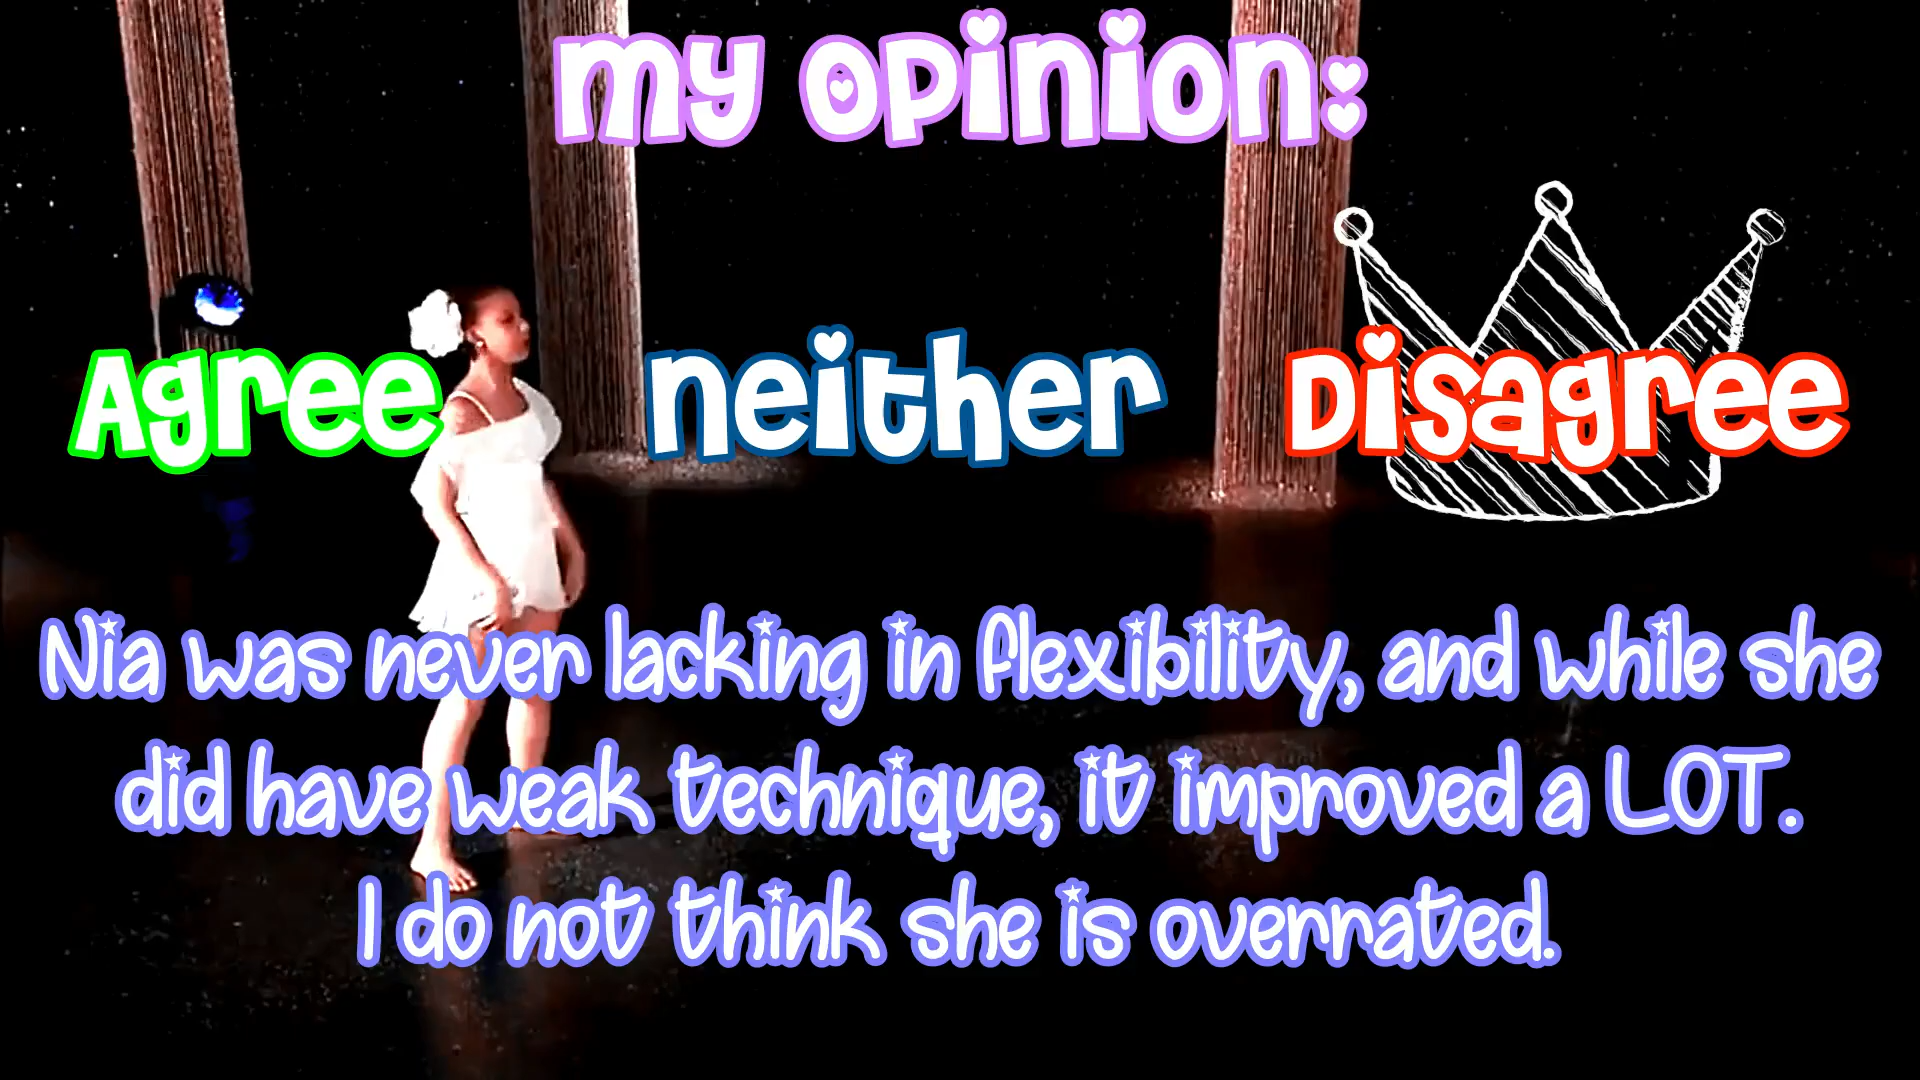 my opinion:
Agree neither Disagree
Nia was never lacking in flexibility, and while she
did have weak technique, it improved a LOT.
I do not think she is overrated.